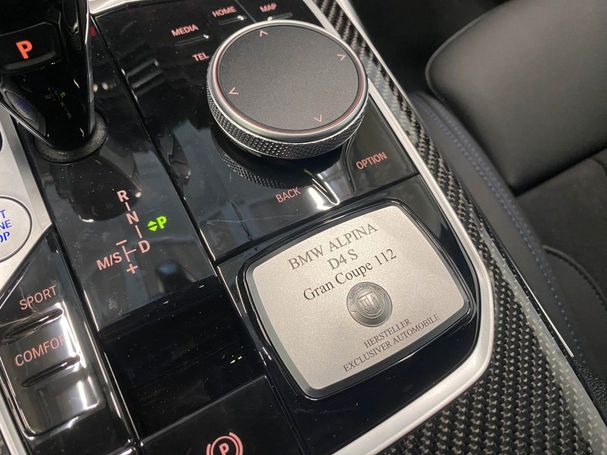 P
MEDIA
HOME
MAP
TEL
BACK
OPTION
R
N
P
M/S
D
+
SPORT
COMFO
BMW ALPINA
D4 S
Gran Coupe 112
HERSTELLER
EXCLUSIVER AUTOMOBILE
P